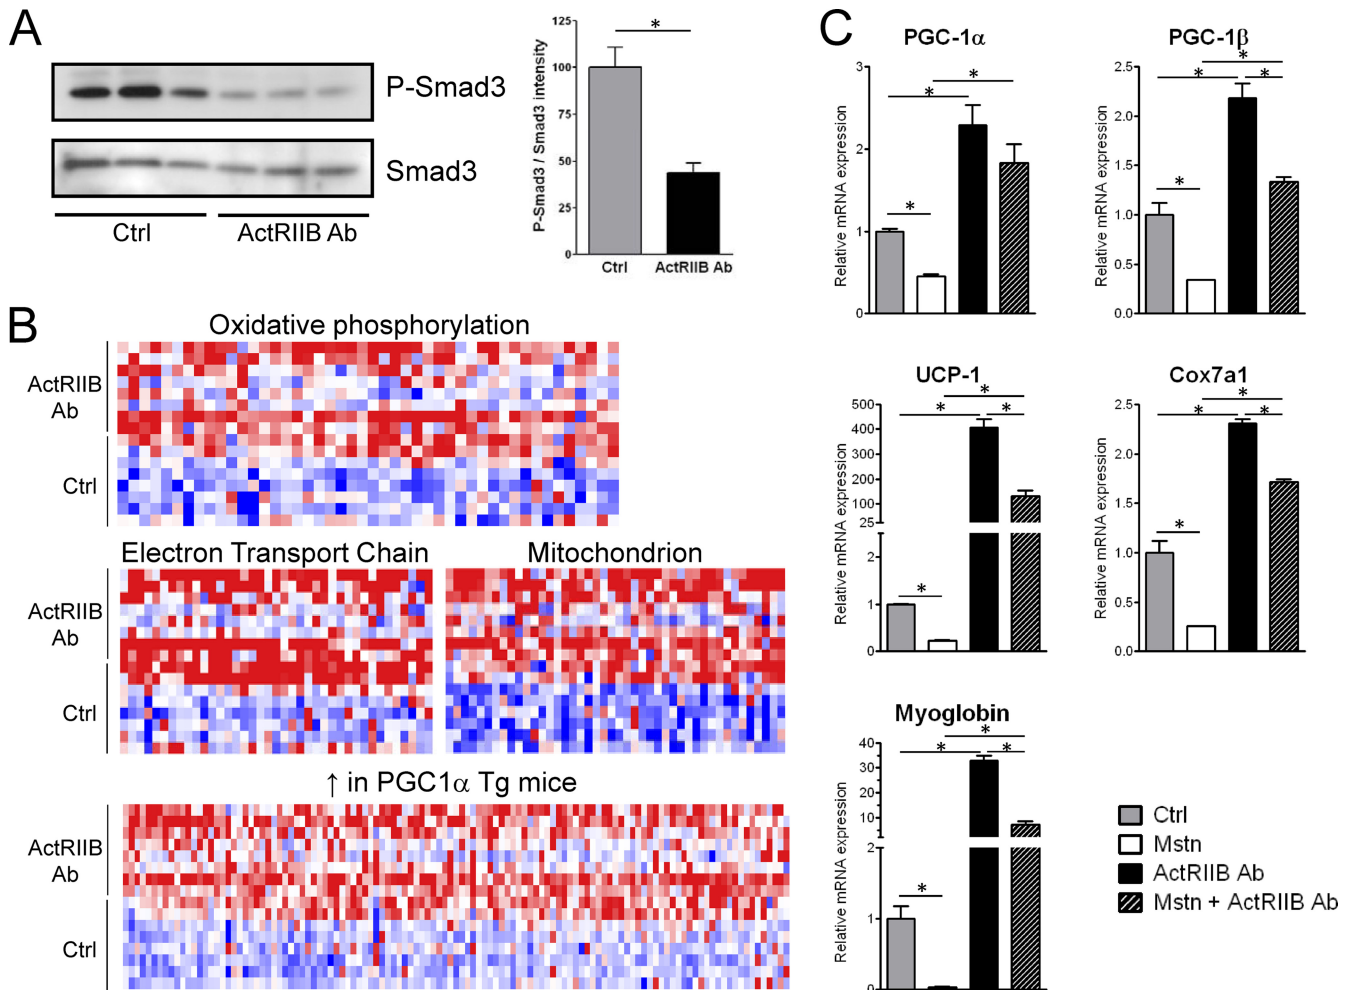 A
P-Smad3
Smad3
Ctrl
ActRIIB Ab
P-Smad3 / Smad3 intensity
125
100
75
50
25
0
*
Ctrl
ActRIIB Ab
B
Oxidative phosphorylation
ActRIIB
Ab
Ctrl
Electron Transport Chain
Mitochondrion
ActRIIB
Ab
Ctrl
↑ in PGC1α Tg mice
ActRIIB
Ab
Ctrl
C
PGC-1α
Relative mRNA expression
3
2
1
0
*
*
*
PGC-1β
Relative mRNA expression
2.5
2.0
1.5
1.0
0.5
0.0
*
*
*
*
UCP-1
Relative mRNA expression
500
400
300
200
100
25
2
1
0
*
*
*
*
Cox7a1
Relative mRNA expression
2.5
2.0
1.5
1.0
0.5
0.0
*
*
*
*
Myoglobin
Relative mRNA expression
40
30
20
10
2
1
0
*
*
*
*
Ctrl
Mstn
ActRIIB Ab
Mstn + ActRIIB Ab